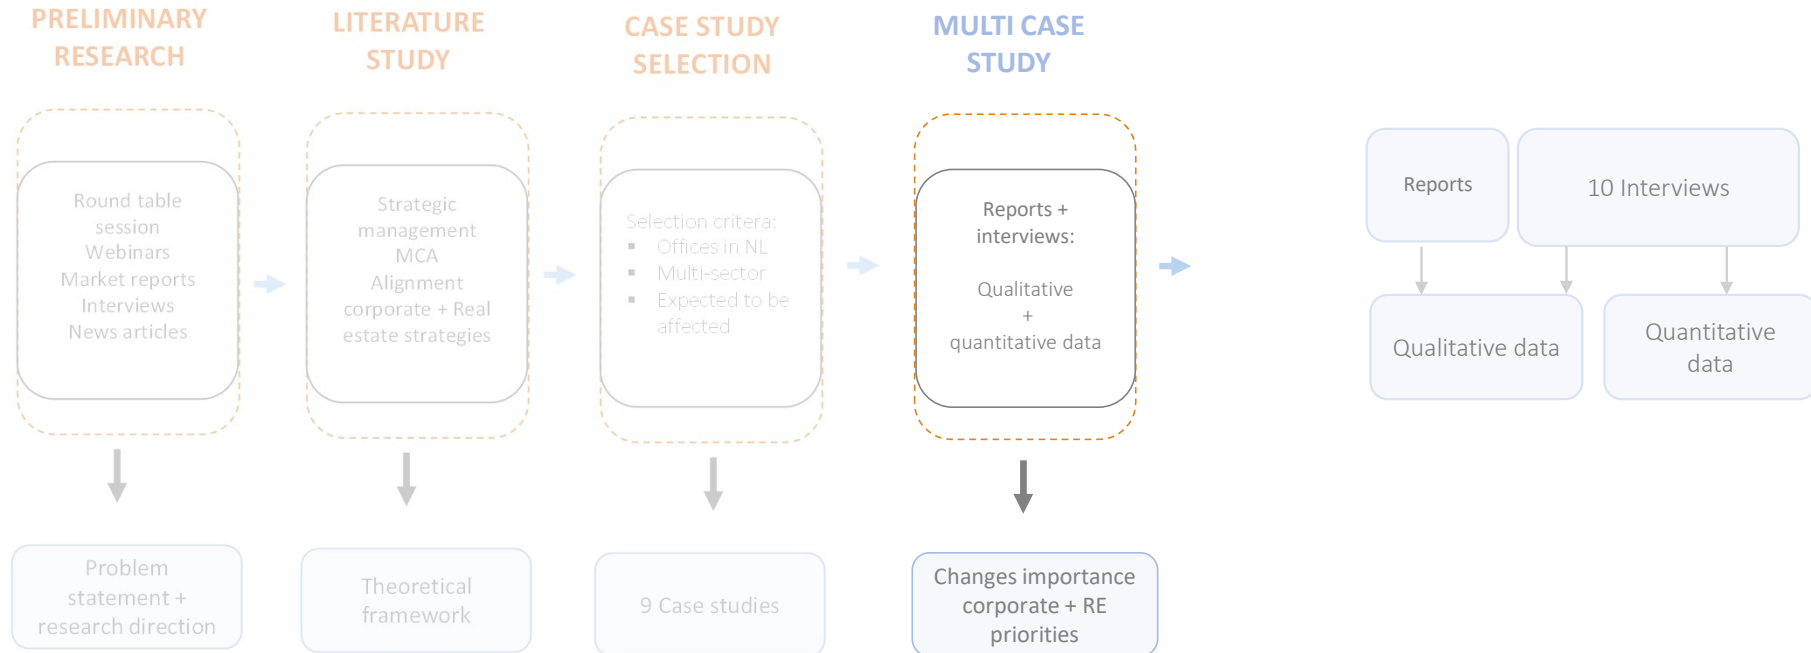 PRELIMINARY
RESEARCH
Round table
session
Webinars
Market reports
Interviews
News articles
Problem
statement +
research direction
LITERATURE
STUDY
Strategic
management
MCA
Alignment
corporate + Real
estate strategies
Theoretical
framework
CASE STUDY
SELECTION
Selection critera:
▪ Offices in NL
▪ Multi-sector
▪ Expected to be
affected
9 Case studies
MULTI CASE
STUDY
Reports +
interviews:
Qualitative
+
quantitative data
Changes importance
corporate + RE
priorities
Reports
10 Interviews
Qualitative data
Quantitative
data